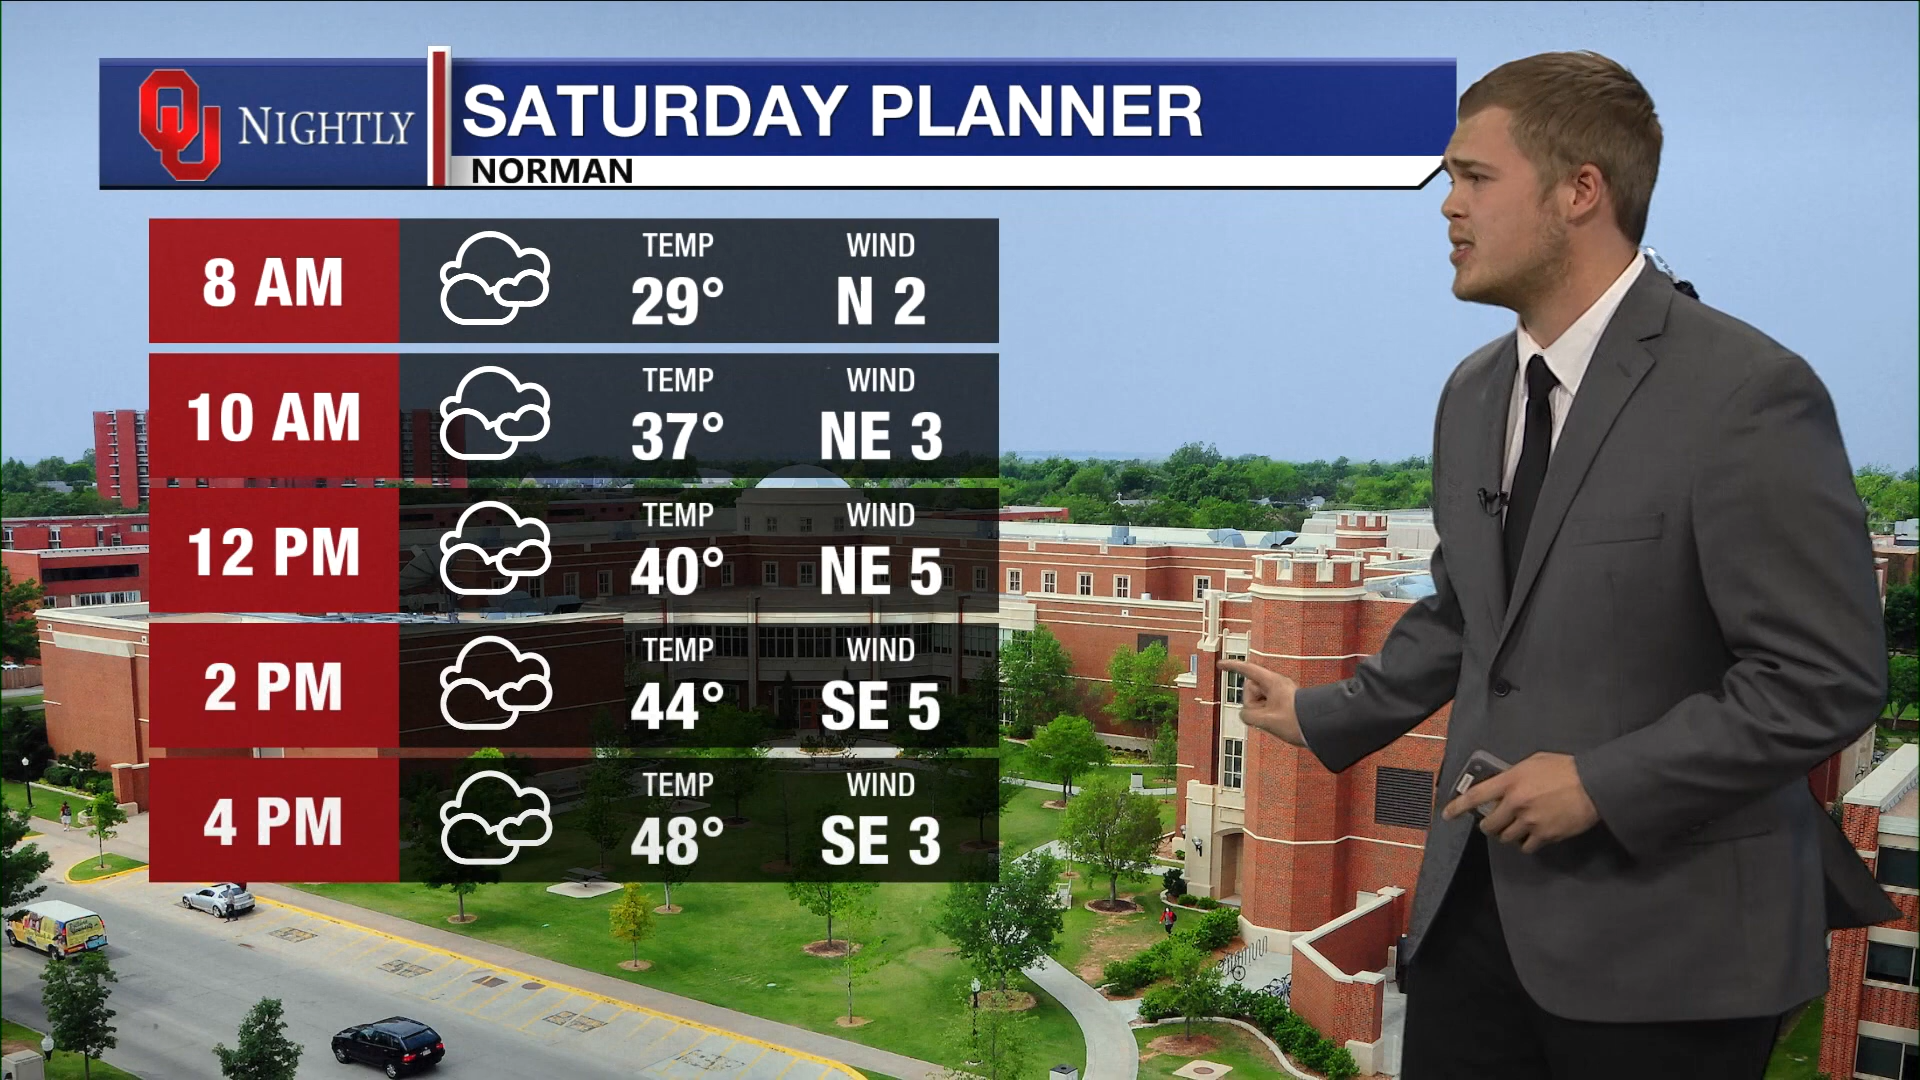 OU NIGHTLY
SATURDAY PLANNER
NORMAN
8 AM
TEMP
29°
WIND
N 2
10 AM
TEMP
37°
WIND
NE 3
12 PM
TEMP
40°
WIND
NE 5
2 PM
TEMP
44°
WIND
SE 5
4 PM
TEMP
48°
WIND
SE 3